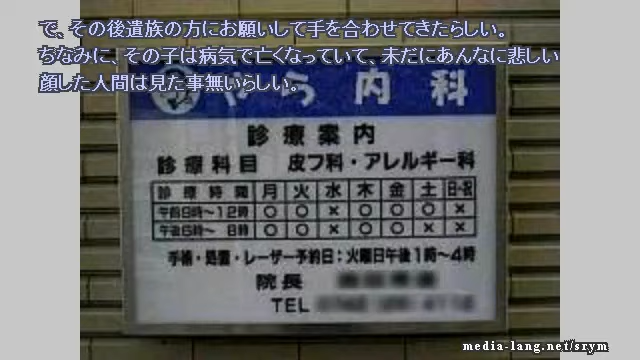 で、その後遺族の方にお願いして手を合わせてきたらしい。
ちなみに、その子は病気で亡くなっていて、未だにあんなに悲しい
顔した人間は見た事無いらしい。
内科
診療案内
診療科目 皮フ科・アレルギー科
診療時間 月 火 水 木 金 土 日・祝
午前9時～12時 ○ ○ × ○ ○ ○ ×
午後6時～ 8時 ○ ○ × ○ ○ × ×
手術・処置・レーザー予約日：火曜日午後1時～4時
院長
TEL
media-lang.net/srym